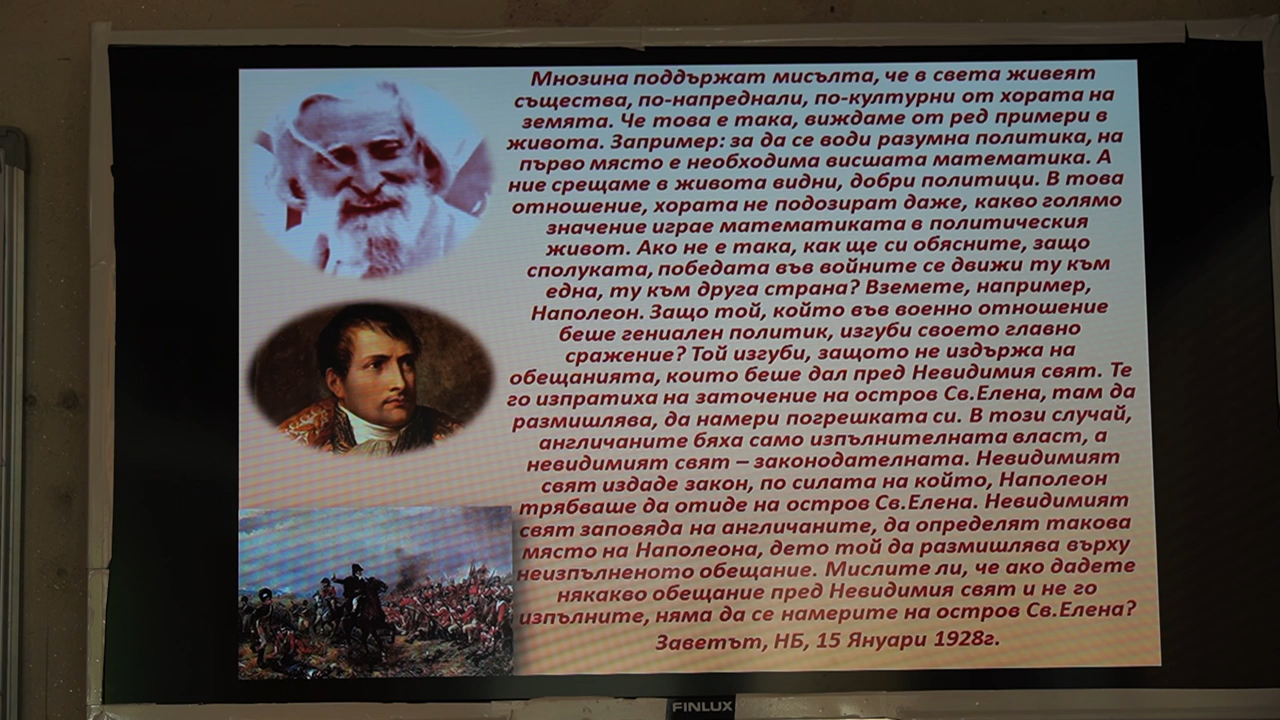 Мнозина поддържат мисълта, че в света живеят
същества, по-напреднали, по-културни от хората на
земята. Че това е така, виждаме от ред примери в
живота. Запример: за да се води разумна политика, на
първо място е необходима висшата математика. А
ние срещаме в живота видни, добри политици. В това
отношение, хората не подозират даже, какво голямо
значение играе математиката в политическия
живот. Ако не е така, как ще си обясните, защо
сполуката, победата във войните се движи ту към
една, ту към друга страна? Вземете, например,
Наполеон. Защо той, който във военно отношение
беше гениален политик, изгуби своето главно
сражение? Той изгуби, защото не издържа на
обещанията, които беше дал пред Невидимия свят. Те
го изпратиха на заточение на остров Св.Елена, там да
размишлява, да намери погрешката си. В този случай,
англичаните бяха само изпълнителната власт, а
невидимият свят – законодателната. Невидимият
свят издаде закон, по силата на който, Наполеон
трябваше да отиде на остров Св.Елена. Невидимият
свят заповяда на англичаните, да определят такова
място на Наполеона, дето той да размишлява върху
неизпълненото обещание. Мислите ли, че ако дадете
някакво обещание пред Невидимия свят и не го
изпълните, няма да се намерите на остров Св.Елена?
Заветът, НБ, 15 Януари 1928г.
FINLUX